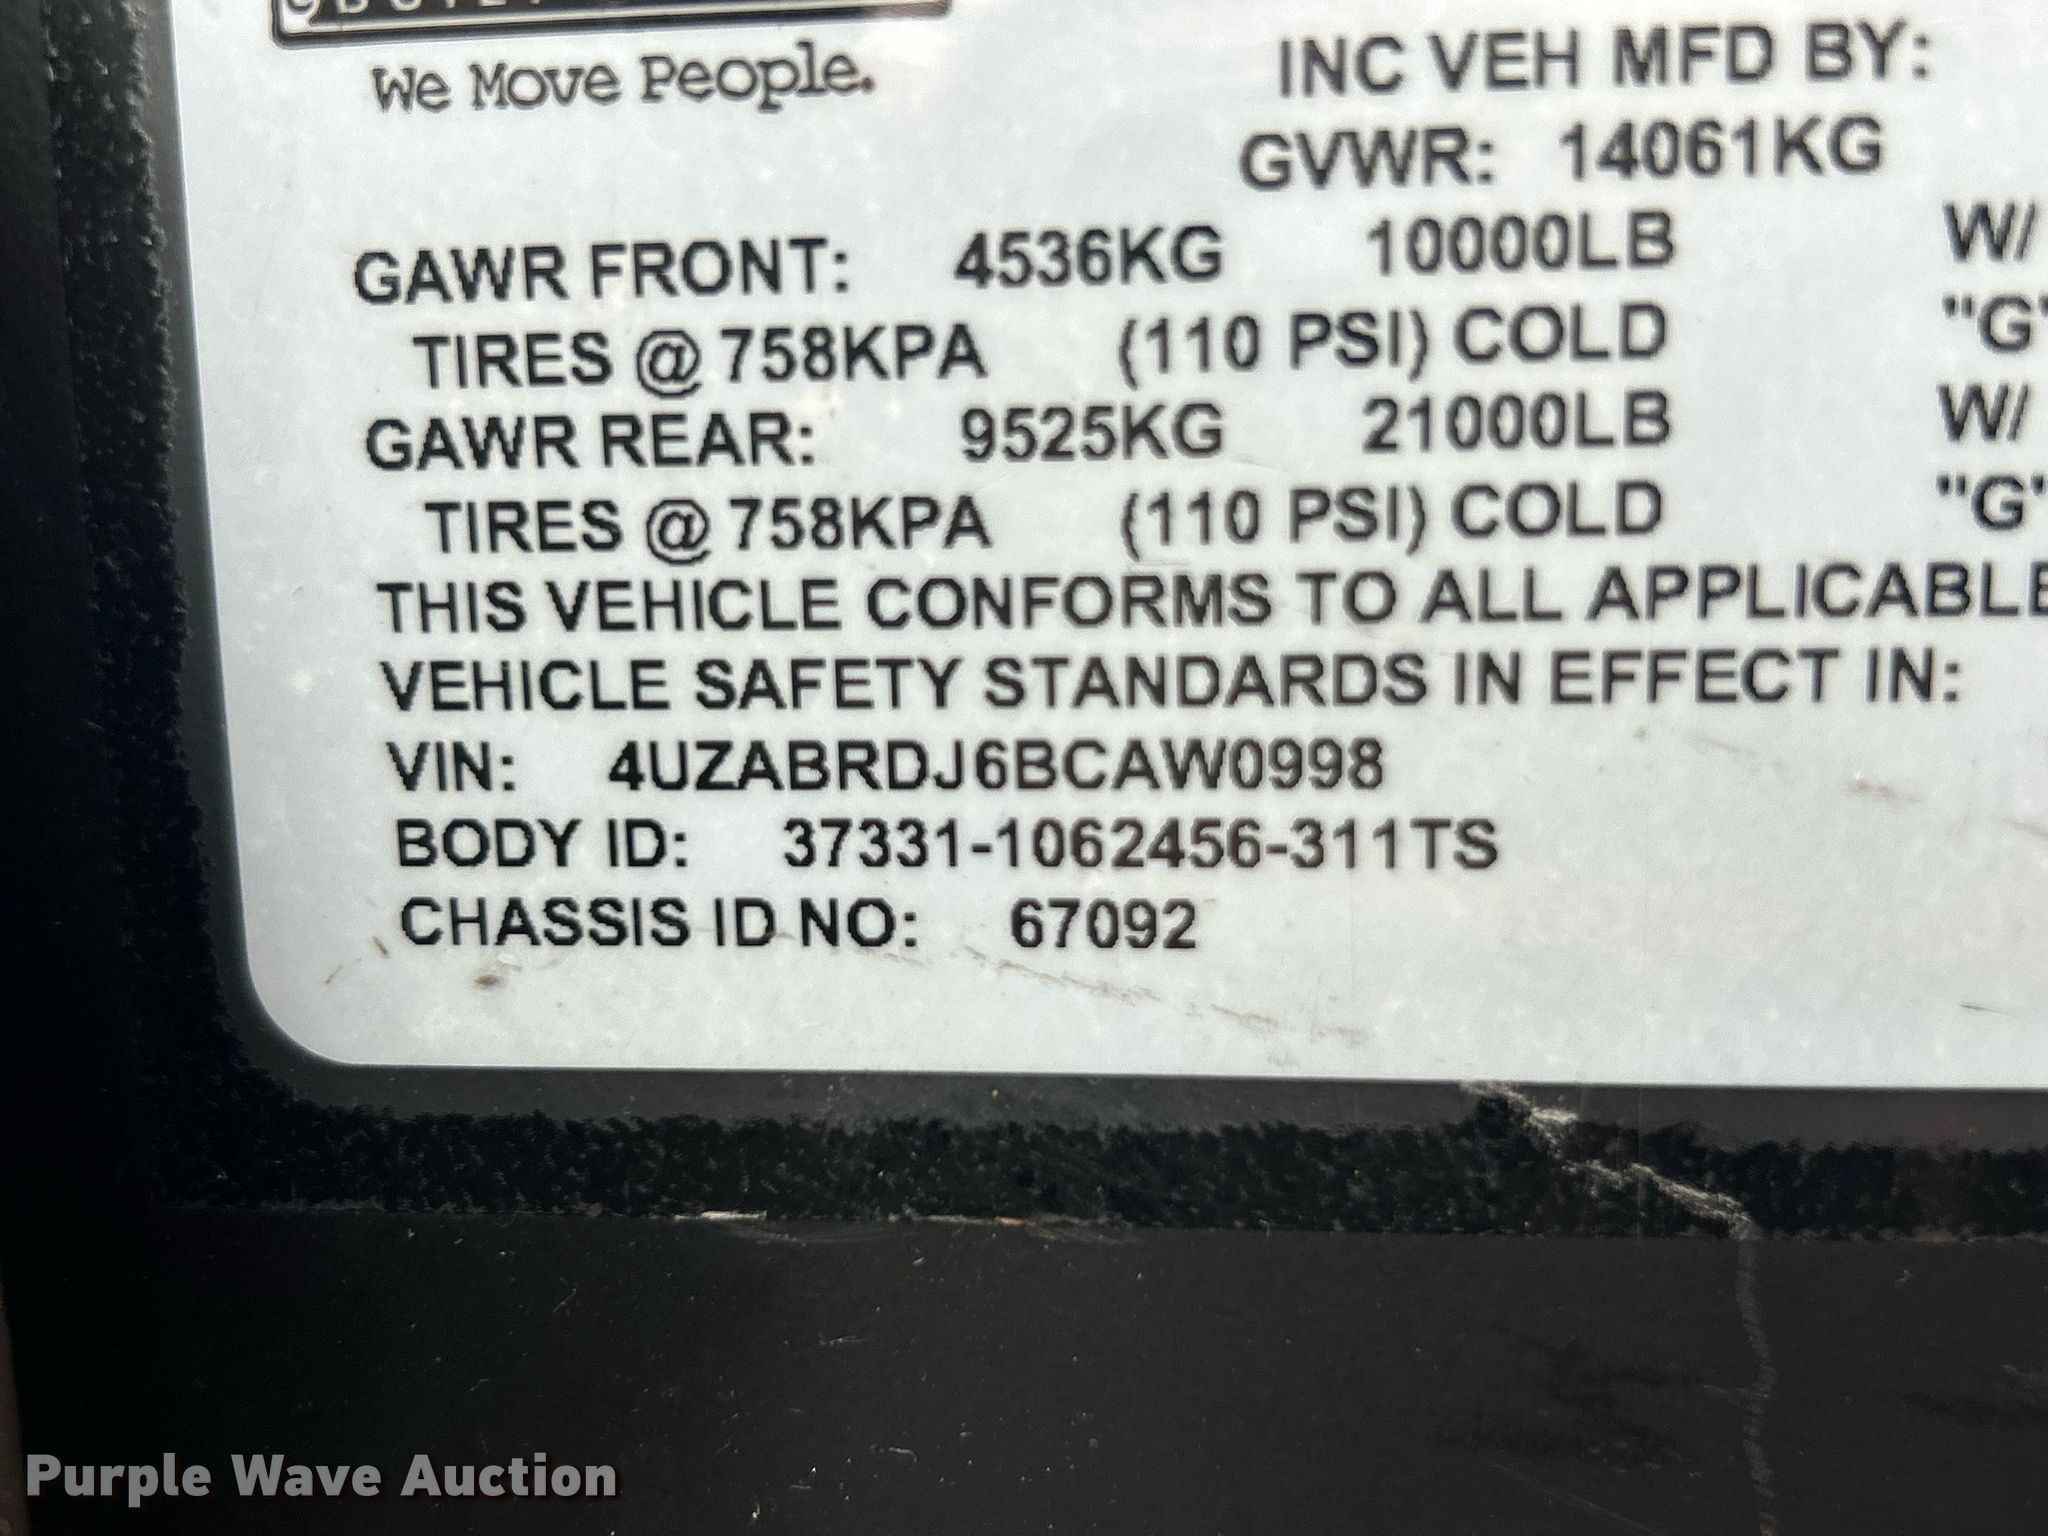 We Move People.
INC VEH MFD BY:
GVWR: 14061KG
GAWR FRONT: 4536KG 10000LB W/
TIRES @ 758KPA (110 PSI) COLD "G"
GAWR REAR: 9525KG 21000LB W/
TIRES @ 758KPA (110 PSI) COLD "G"
THIS VEHICLE CONFORMS TO ALL APPLICABLE
VEHICLE SAFETY STANDARDS IN EFFECT IN:
VIN: 4UZABRDJ6BCAW0998
BODY ID: 37331-1062456-311TS
CHASSIS ID NO: 67092
Purple Wave Auction